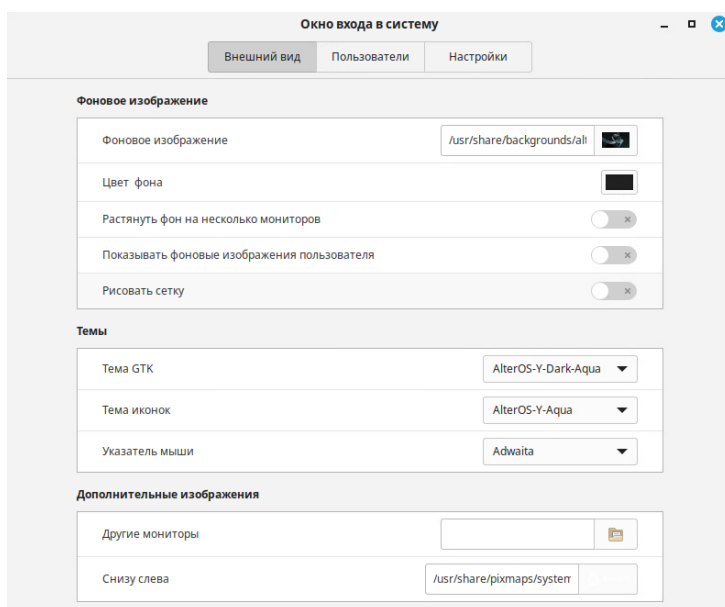 Окно входа в систему
Внешний вид Пользователи Настройки
Фоновое изображение
Фоновое изображение /usr/share/backgrounds/alt
Цвет фона
Растянуть фон на несколько мониторов
Показывать фоновые изображения пользователя
Рисовать сетку
Темы
Тема GTK AlterOS-Y-Dark-Aqua
Тема иконок AlterOS-Y-Aqua
Указатель мыши Adwaita
Дополнительные изображения
Другие мониторы
Снизу слева /usr/share/pixmaps/system